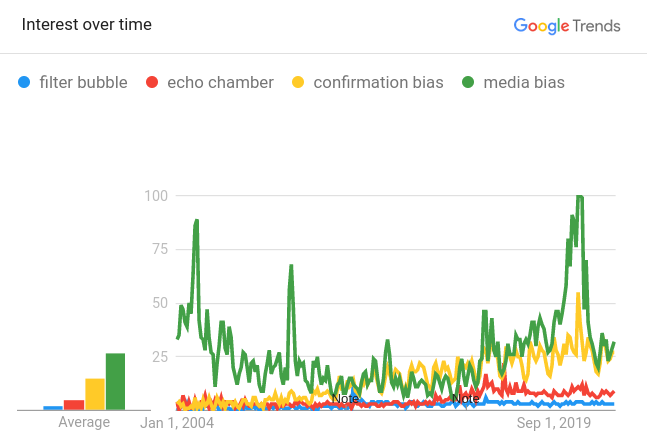 Interest over time
Google Trends
filter bubble
echo chamber
confirmation bias
media bias
100
75
50
25
Note
Note
Average
Jan 1, 2004
Sep 1, 2019